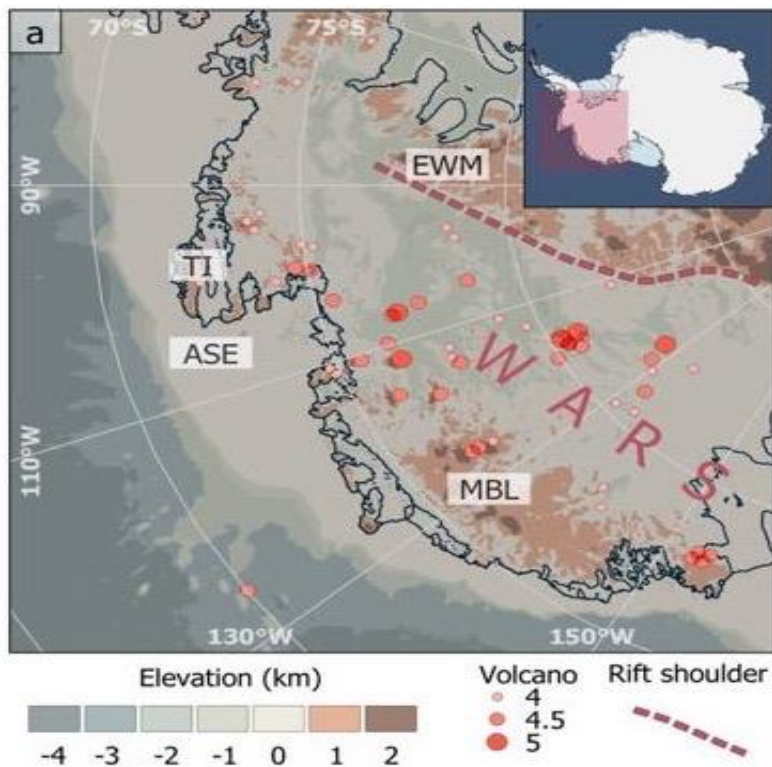 a
70°S
75°S
90°W
EWM
TI
ASE
W A R S
110°W
MBL
130°W
150°W
Elevation (km)
-4 -3 -2 -1 0 1 2
Volcano
4
4.5
5
Rift shoulder